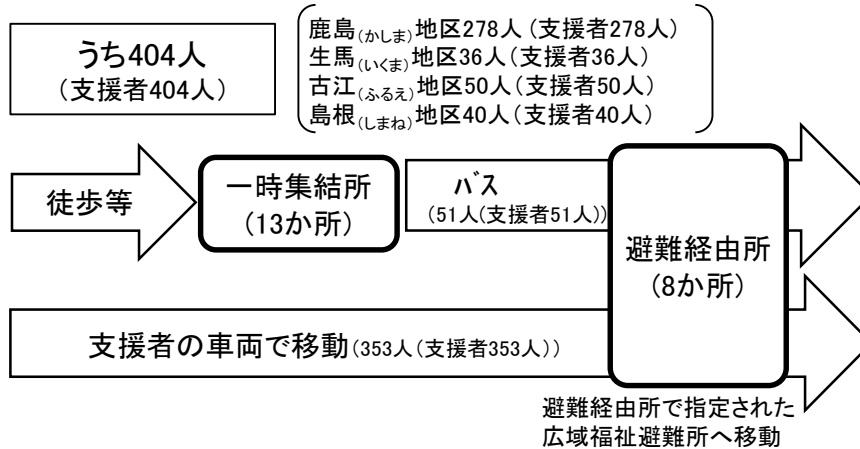 うち404人
(支援者404人)
鹿島(かしま)地区278人(支援者278人)
生馬(いくま)地区36人(支援者36人)
古江(ふるえ)地区50人(支援者50人)
島根(しまね)地区40人(支援者40人)
徒歩等
一時集結所
(13か所)
バス
(51人(支援者51人))
避難経由所
(8か所)
支援者の車両で移動(353人(支援者353人))
避難経由所で指定された
広域福祉避難所へ移動